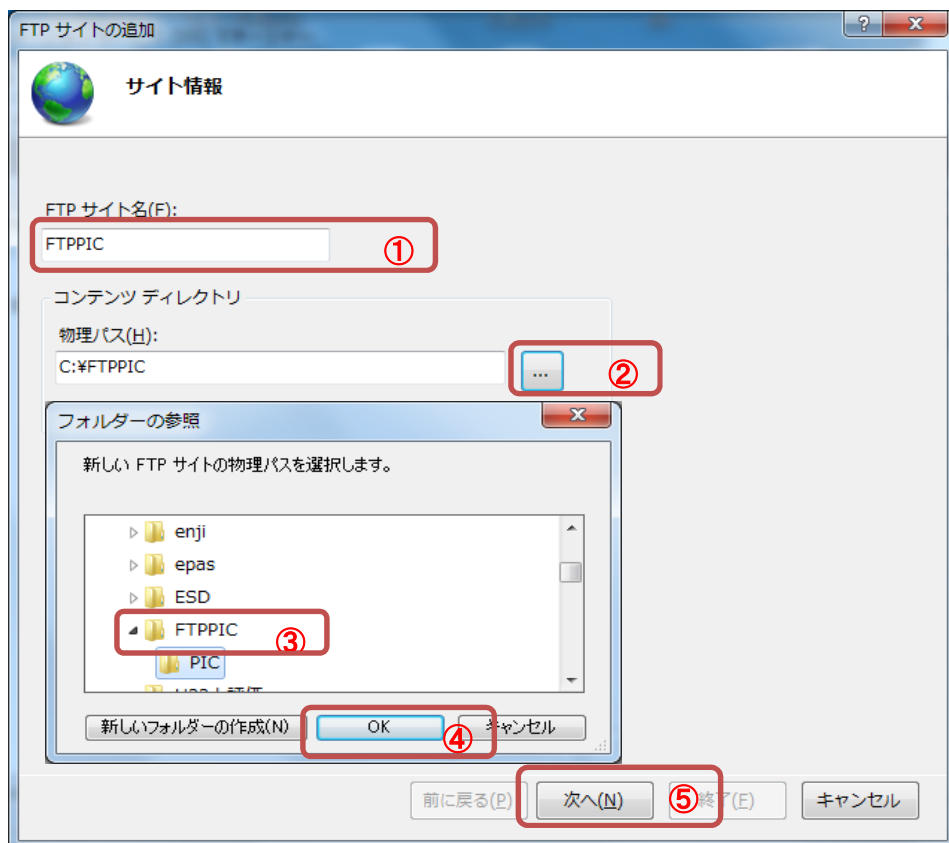 FTP サイトの追加
サイト情報
FTP サイト名(F):
FTPPIC
①
コンテンツ ディレクトリ
物理パス(H):
C:¥FTPPIC
...
②
フォルダーの参照
新しい FTP サイトの物理パスを選択します。
enji
epas
ESD
FTPPIC
③
PIC
新しいフォルダーの作成(N)
OK
④
キャンセル
前に戻る(P)
次へ(N)
⑤
終了(F)
キャンセル